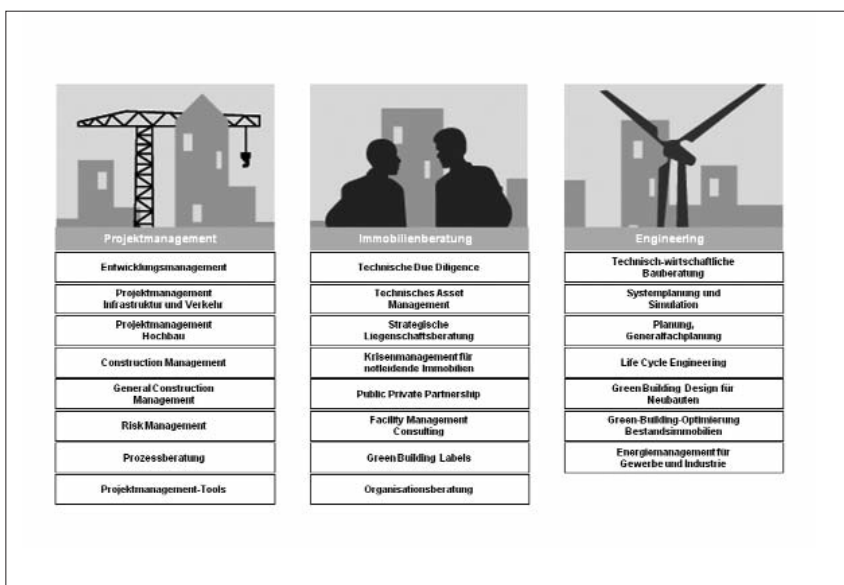 Projektmanagement
Entwicklungsmanagement
Projektmanagement
Infrastruktur und Verkehr
Projektmanagement
Hochbau
Construction Management
General Construction
Management
Risk Management
Prozessberatung
Projektmanagement-Tools
Immobilienberatung
Technische Due Diligence
Technisches Asset
Management
Strategische
Liegenschaftsberatung
Krisenmanagement für
notleidende Immobilien
Public Private Partnership
Facility Management
Consulting
Green Building Labels
Organisationsberatung
Engineering
Technisch-wirtschaftliche
Bauberatung
Systemplanung und
Simulation
Planung,
Generalfachplanung
Life Cycle Engineering
Green Building Design für
Neubauten
Green-Building-Optimierung
Bestandsimmobilien
Energiemanagement für
Gewerbe und Industrie